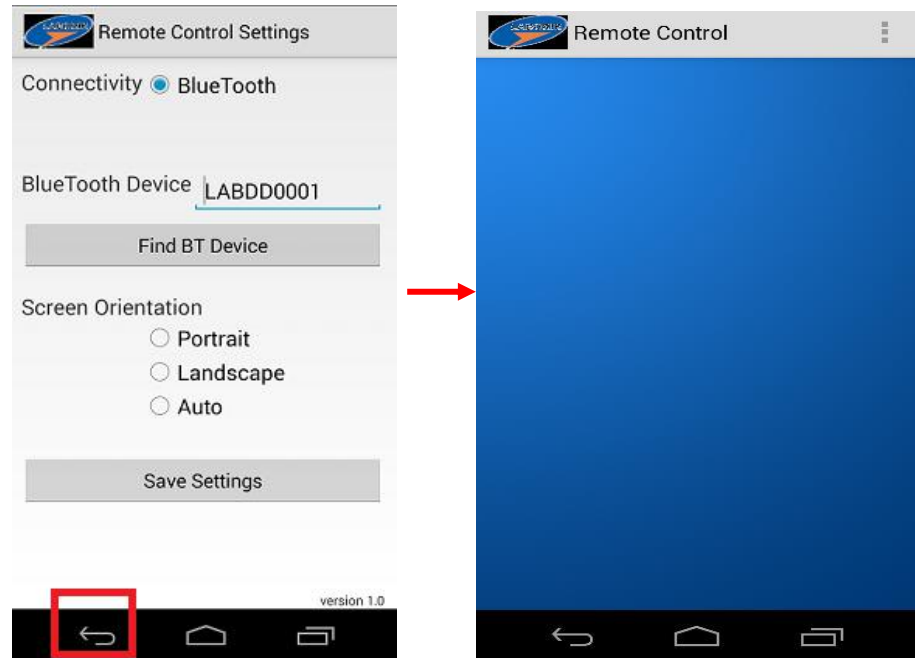 Remote Control Settings
Connectivity BlueTooth
BlueTooth Device LABDD0001
Find BT Device
Screen Orientation
Portrait
Landscape
Auto
Save Settings
version 1.0
Remote Control